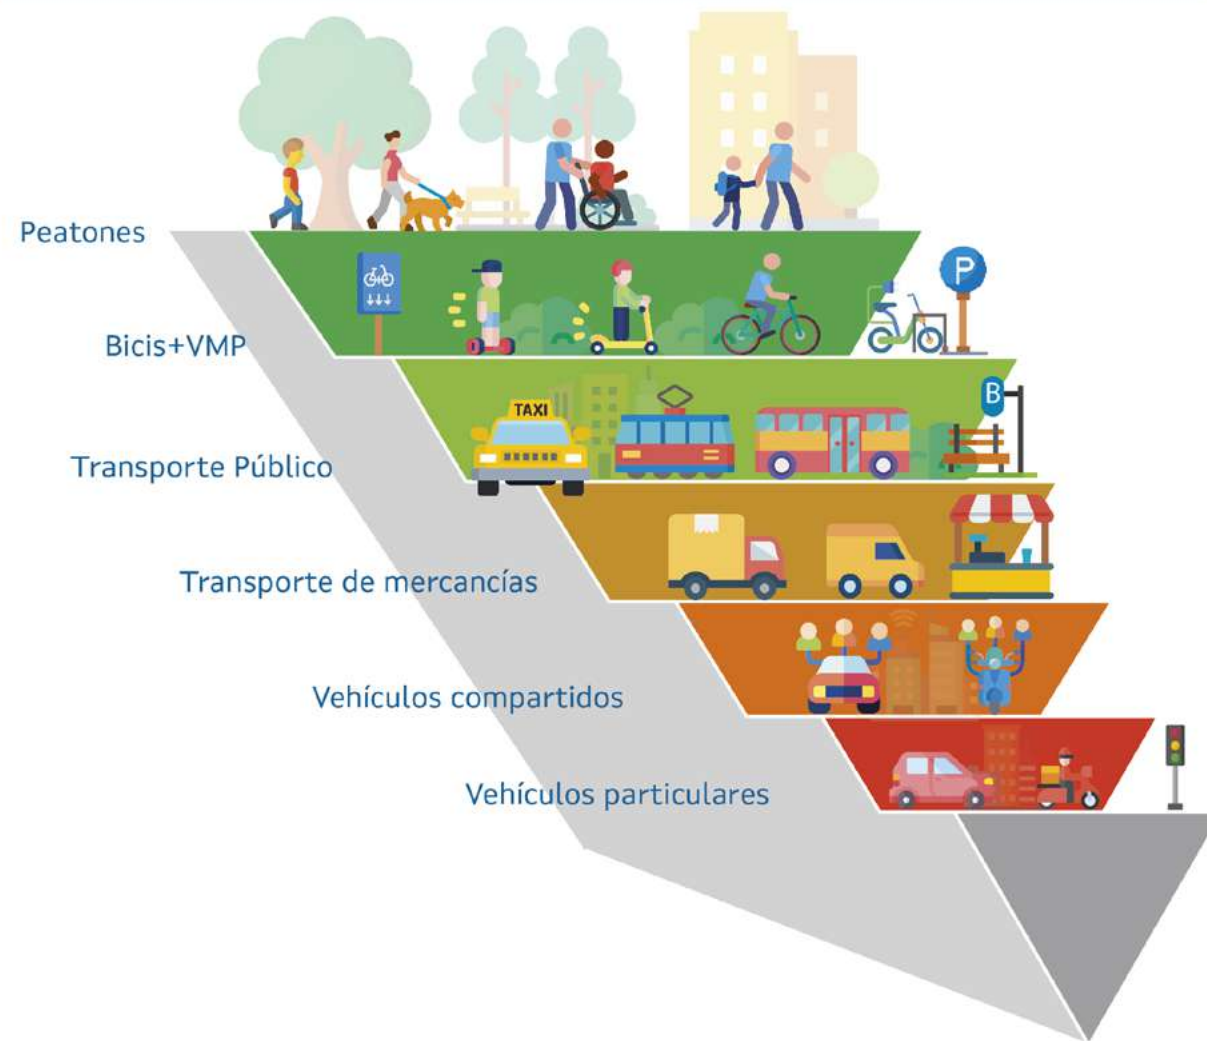 Peatones
P
Bicis+VMP
B
TAXI
Transporte Público
Transporte de mercancías
Vehículos compartidos
Vehículos particulares